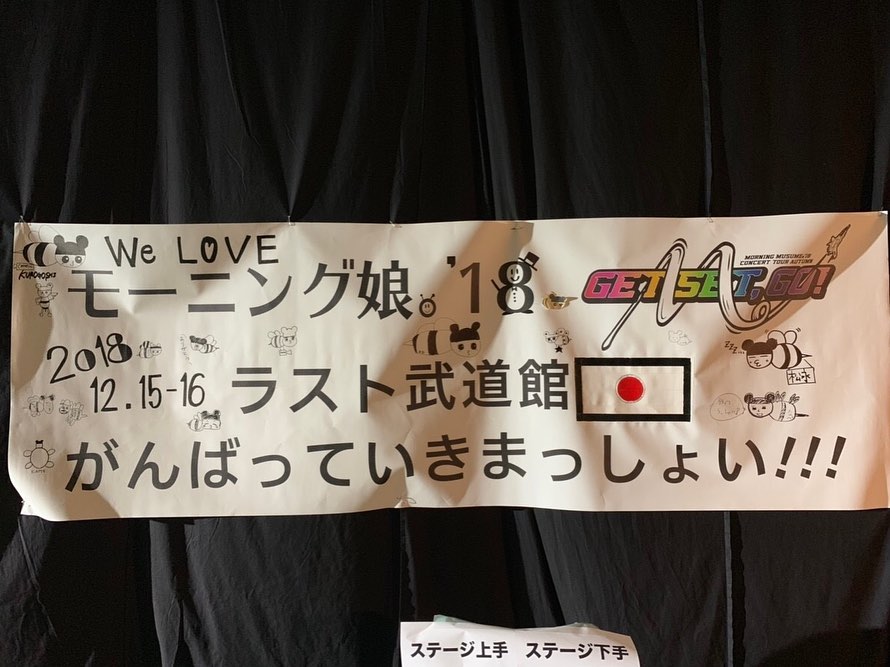 We LOVE
モーニング娘。'18
MORNING MUSUME。'18
CONCERT TOUR AUTUMN
GET SET, GO!
KUROHOSHI
2018
12.15-16
ラスト武道館
zzz...
がんばっていきまっしょい!!!
ステージ上手 ステージ下手